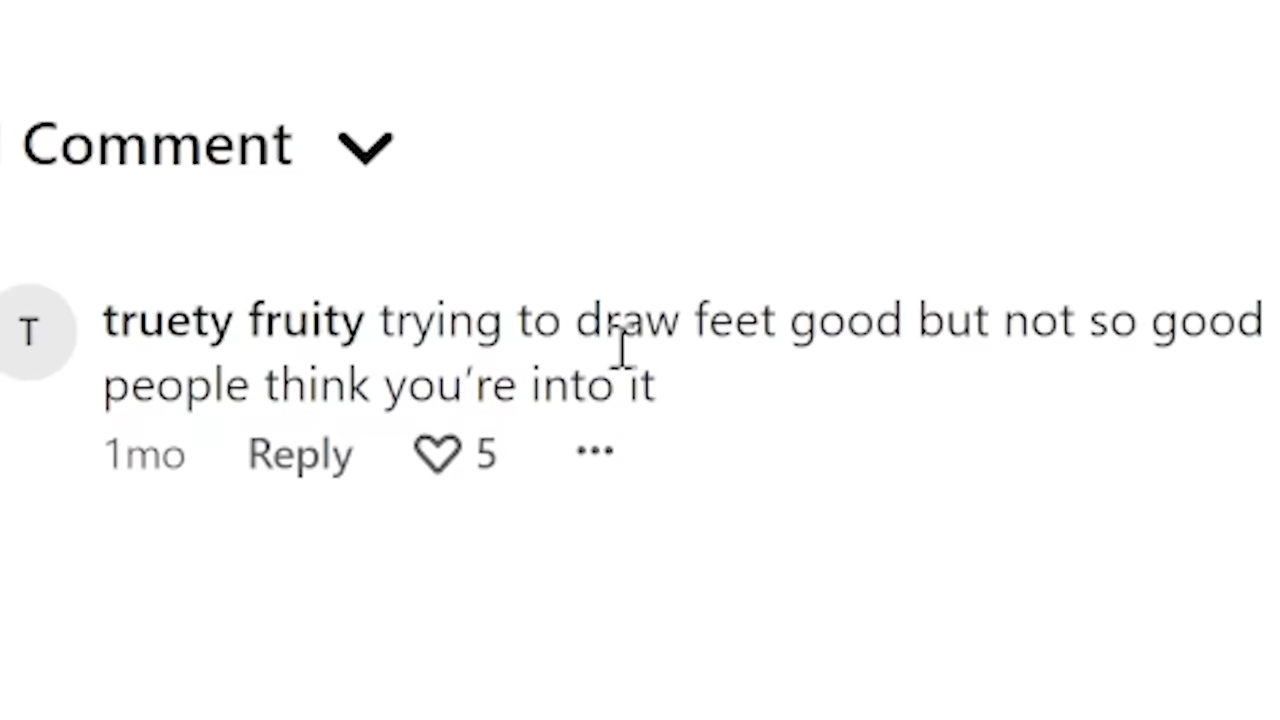 Comment
T
truety fruity trying to draw feet good but not so good
people think you're into it
1mo Reply 5 ...